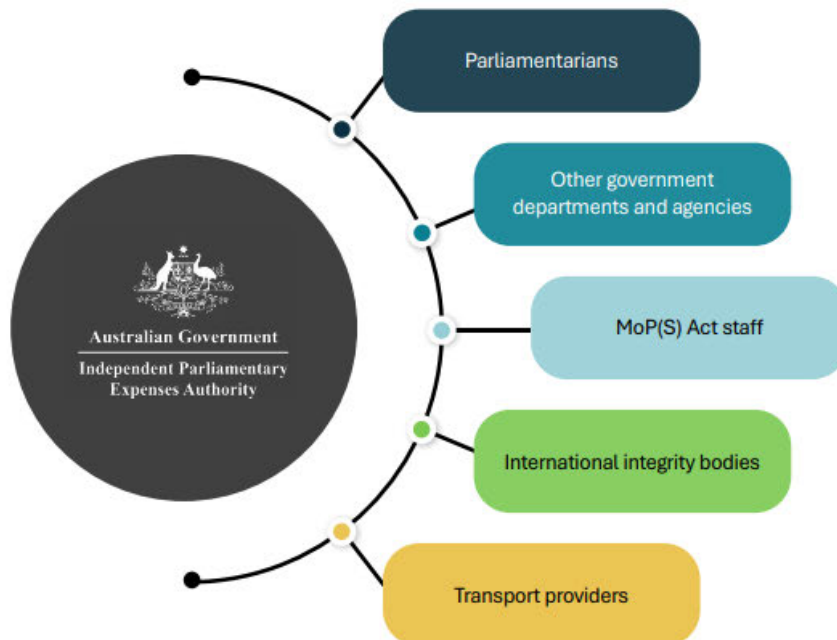 Parliamentarians
Other government
departments and agencies
Australian Government
Independent Parliamentary
Expenses Authority
MoP(S) Act staff
International integrity bodies
Transport providers